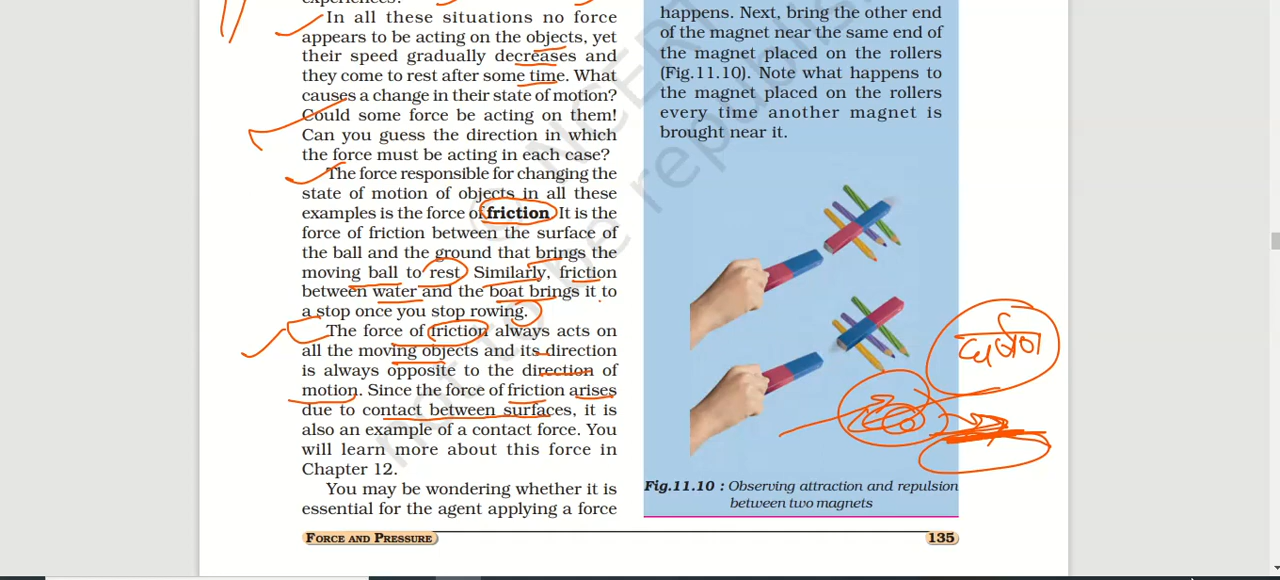 experiences?
In all these situations no force
appears to be acting on the objects, yet
their speed gradually decreases and
they come to rest after some time. What
causes a change in their state of motion?
Could some force be acting on them!
Can you guess the direction in which
the force must be acting in each case?
The force responsible for changing the
state of motion of objects in all these
examples is the force of friction. It is the
force of friction between the surface of
the ball and the ground that brings the
moving ball to rest. Similarly, friction
between water and the boat brings it to
a stop once you stop rowing.
The force of friction always acts on
all the moving objects and its direction
is always opposite to the direction of
motion. Since the force of friction arises
due to contact between surfaces, it is
also an example of a contact force. You
will learn more about this force in
Chapter 12.
You may be wondering whether it is
essential for the agent applying a force
happens. Next, bring the other end
of the magnet near the same end of
the magnet placed on the rollers
(Fig.11.10). Note what happens to
the magnet placed on the rollers
every time another magnet is
brought near it.
घर्षण
Fig.11.10 : Observing attraction and repulsion
between two magnets
FORCE AND PRESSURE
135
© NCERT
not to be republished